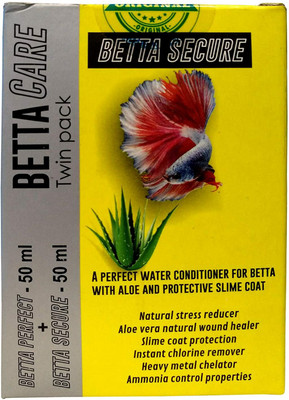 ORIGINAL
ORIGINAL
BETTA SECURE
BETTA CARE
Twin pack
BETTA PERFECT - 50 ml
+
BETTA SECURE - 50 ml
A PERFECT WATER CONDITIONER FOR BETTA
WITH ALOE AND PROTECTIVE SLIME COAT
Natural stress reducer
Aloe vera natural wound healer
Slime coat protection
Instant chlorine remover
Heavy metal chelator
Ammonia control properties